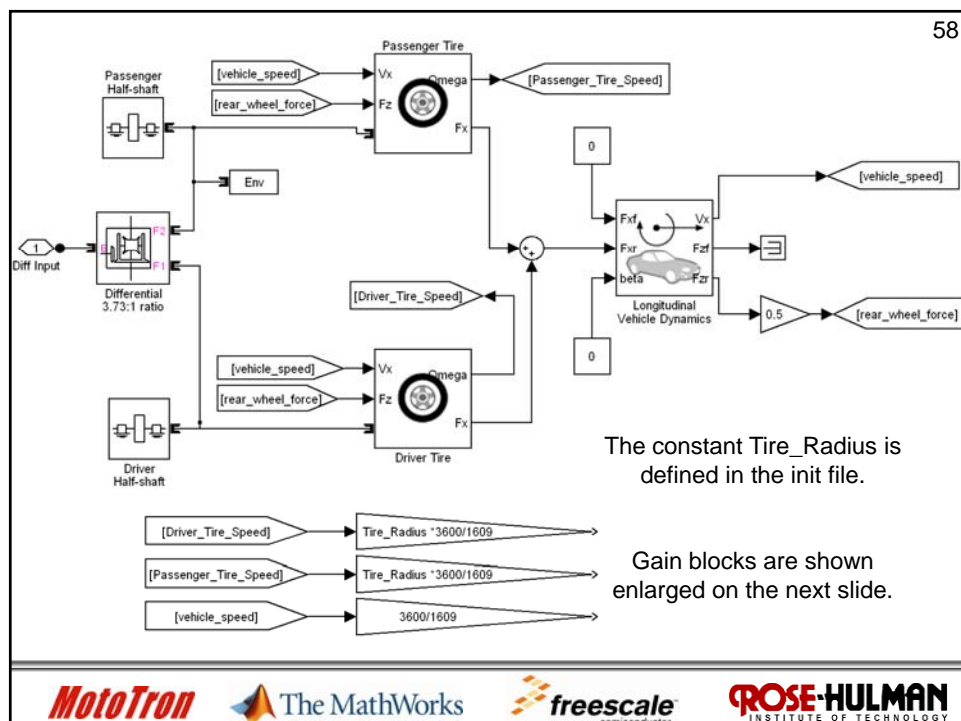 58
Passenger Tire
[vehicle_speed]
Vx
Omega
[Passenger_Tire_Speed]
Passenger
Half-shaft
[rear_wheel_force]
Fz
Fx
0
Env
[vehicle_speed]
Fxf
Vx
F2
1
B
Fxr
Fzf
Diff Input
F1
beta
Fzr
Differential
3.73:1 ratio
[Driver_Tire_Speed]
Longitudinal
Vehicle Dynamics
0.5
[rear_wheel_force]
0
[vehicle_speed]
Vx
Omega
[rear_wheel_force]
Fz
Fx
Driver Tire
Driver
Half-shaft
The constant Tire_Radius is
defined in the init file.
[Driver_Tire_Speed]
Tire_Radius *3600/1609
[Passenger_Tire_Speed]
Tire_Radius *3600/1609
Gain blocks are shown
enlarged on the next slide.
[vehicle_speed]
3600/1609
MotoTron
The MathWorks
freescale
semiconductor
ROSE-HULMAN
INSTITUTE OF TECHNOLOGY